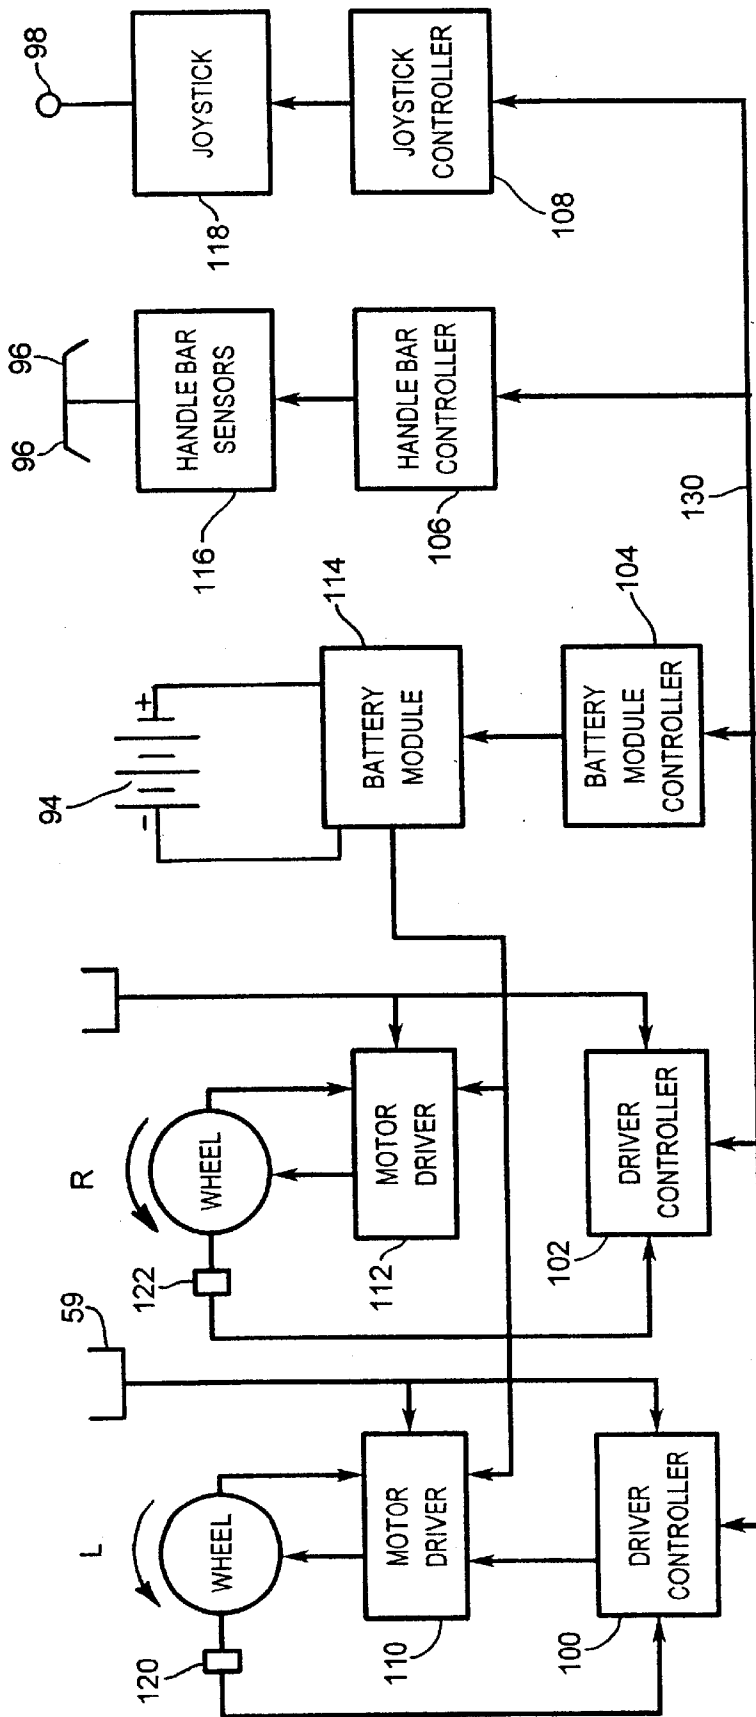 L
R
59
94
-
+
96
96
98
120
WHEEL
122
WHEEL
110
MOTOR
DRIVER
112
MOTOR
DRIVER
BATTERY
MODULE
114
116
HANDLE BAR
SENSORS
118
JOYSTICK
100
DRIVER
CONTROLLER
102
DRIVER
CONTROLLER
BATTERY
MODULE
CONTROLLER
104
106
HANDLE BAR
CONTROLLER
JOYSTICK
CONTROLLER
108
130